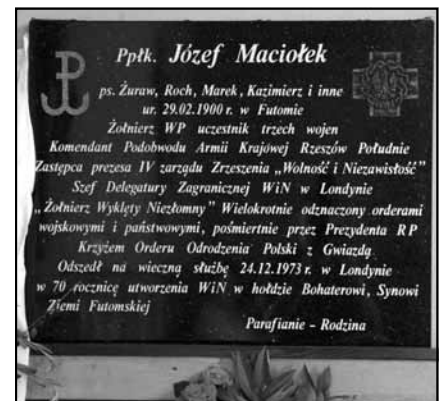 Ppłk. Józef Maciołek
ps. Żuraw, Roch, Marek, Kazimierz i inne
ur. 29.02.1900 r. w Futomie
Żołnierz WP uczestnik trzech wojen
Komendant Podobwodu Armii Krajowej Rzeszów Południe
Zastępca prezesa IV zarządu Zrzeszenia „Wolność i Niezawisłość"
Szef Delegatury Zagranicznej WiN w Londynie
„Żołnierz Wyklęty Niezłomny" Wielokrotnie odznaczony orderami
wojskowymi i państwowymi, pośmiertnie przez Prezydenta RP
Krzyżem Orderu Odrodzenia Polski z Gwiazdą
Odszedł na wieczną służbę 24.12.1973 r. w Londynie
w 70 rocznicę utworzenia WiN w hołdzie Bohaterowi, Synowi
Ziemi Futomskiej
Parafianie - Rodzina